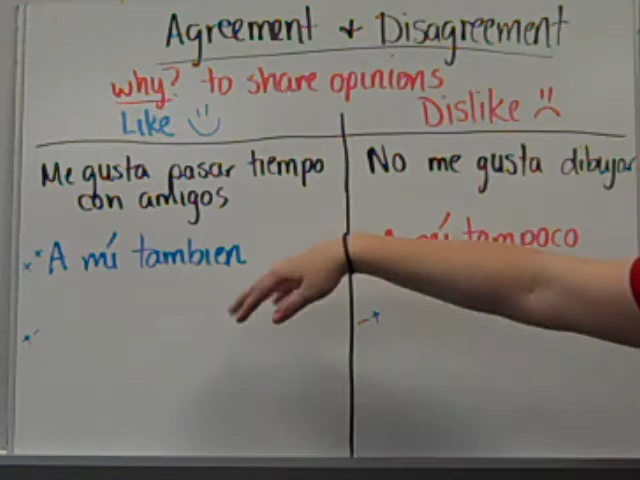 Agreement + Disagreement
why? to share opinions
Like
Dislike
Me gusta pasar tiempo
con amigos
No me gusta dibujar
A mí tambien
A mí tampoco